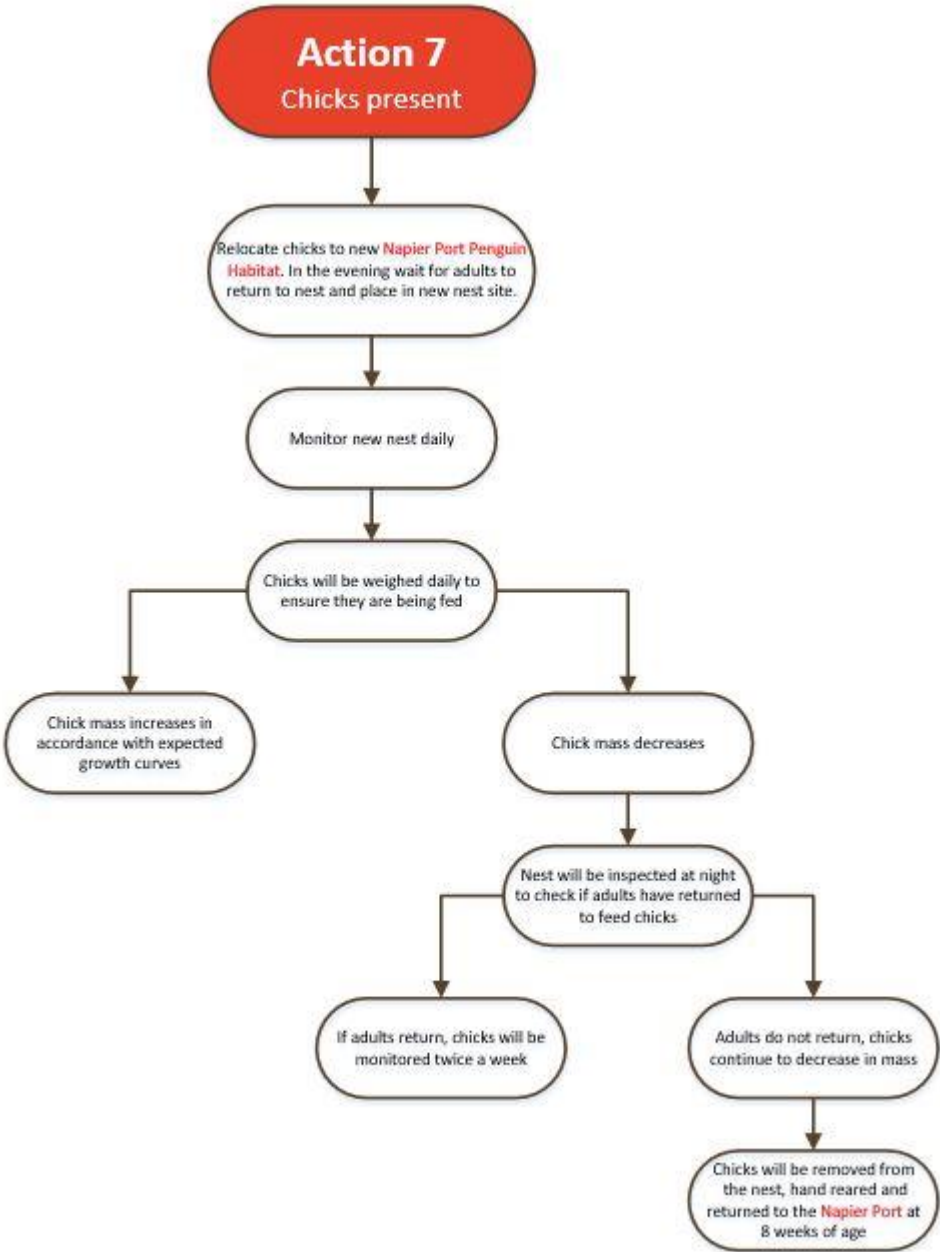 Action 7
Chicks present
Relocate chicks to new Napier Port Penguin
Habitat. In the evening wait for adults to
return to nest and place in new nest site.
Monitor new nest daily
Chicks will be weighed daily to
ensure they are being fed
Chick mass increases in
accordance with expected
growth curves
Chick mass decreases
Nest will be inspected at night
to check if adults have returned
to feed chicks
If adults return, chicks will be
monitored twice a week
Adults do not return, chicks
continue to decrease in mass
Chicks will be removed from
the nest, hand reared and
returned to the Napier Port at
8 weeks of age